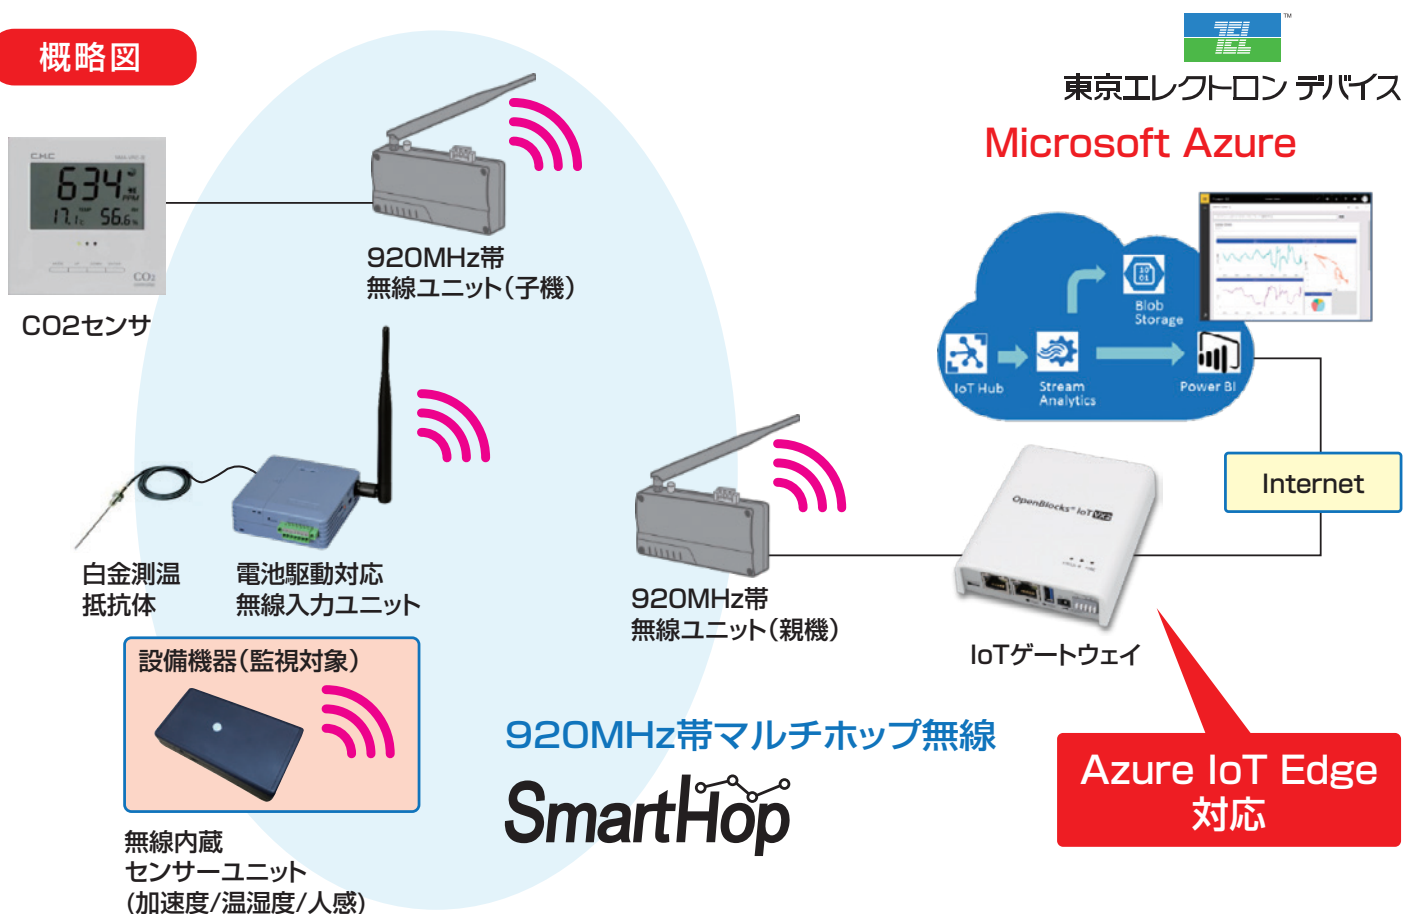 概略図
TEL
TM
東京エレクトロン デバイス
Microsoft Azure
C.H.C
634
PPM
17.1℃
56.6%
CO2
CO2センサ
920MHz帯
無線ユニット(子機)
Blob
Storage
IoT Hub
Stream
Analytics
Power BI
Internet
白金測温
抵抗体
電池駆動対応
無線入力ユニット
920MHz帯
無線ユニット(親機)
OpenBlocks® IoT VX2
IoTゲートウェイ
設備機器(監視対象)
無線内蔵
センサーユニット
(加速度/温湿度/人感)
920MHz帯マルチホップ無線
SmartHop
Azure IoT Edge
対応